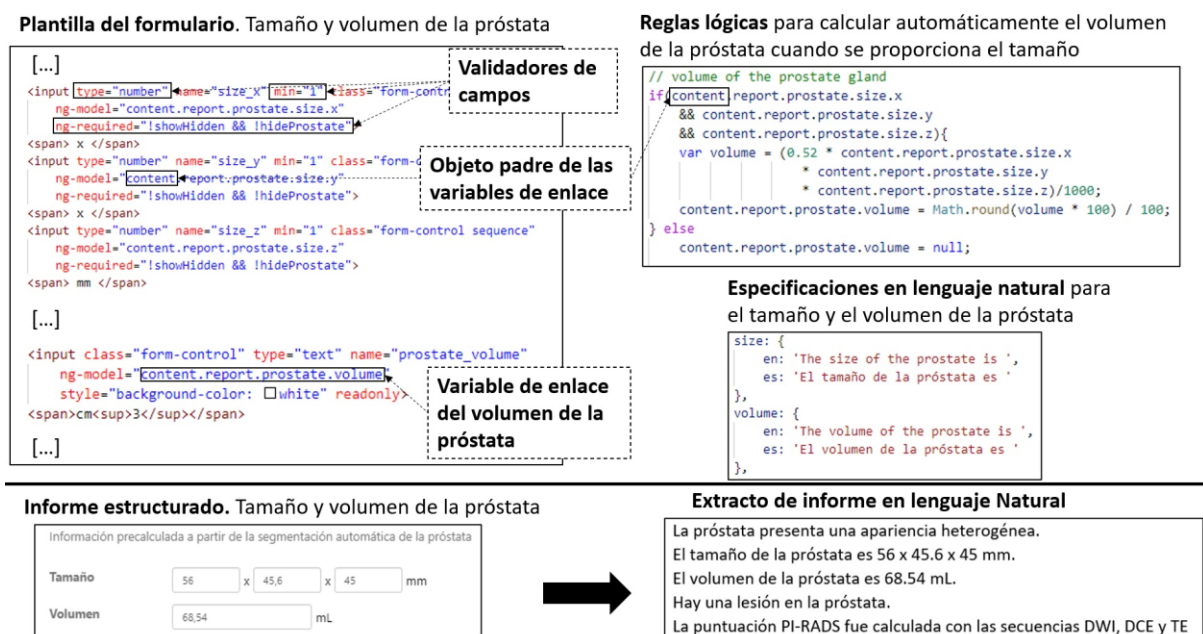 Plantilla del formulario. Tamaño y volumen de la próstata
[...]
<input type="number" name="size_x" min="1" class="form-contr
ng-model="content.report.prostate.size.x"
ng-required="!showHidden && !hideProstate">
<span> x </span>
<input type="number" name="size_y" min="1" class="form-c
ng-model="content.report.prostate.size.y"
ng-required="!showHidden && !hideProstate">
<span> x </span>
<input type="number" name="size_z" min="1" class="form-control sequence"
ng-model="content.report.prostate.size.z"
ng-required="!showHidden && !hideProstate">
<span> mm </span>
[...]
<input class="form-control" type="text" name="prostate_volume"
ng-model="content.report.prostate.volume"
style="background-color: white" readonly>
<span>cm<sup>3</sup></span>
[...]
Validadores de
campos
Objeto padre de las
variables de enlace
Variable de enlace
del volumen de la
próstata
Reglas lógicas para calcular automáticamente el volumen
de la próstata cuando se proporciona el tamaño
// volume of the prostate gland
if(content.report.prostate.size.x
&& content.report.prostate.size.y
&& content.report.prostate.size.z){
var volume = (0.52 * content.report.prostate.size.x
* content.report.prostate.size.y
* content.report.prostate.size.z)/1000;
content.report.prostate.volume = Math.round(volume * 100) / 100;
} else
content.report.prostate.volume = null;
Especificaciones en lenguaje natural para
el tamaño y el volumen de la próstata
size: {
en: 'The size of the prostate is ',
es: 'El tamaño de la próstata es '
},
volume: {
en: 'The volume of the prostate is ',
es: 'El volumen de la próstata es '
},
Informe estructurado. Tamaño y volumen de la próstata
Información precalculada a partir de la segmentación automática de la próstata
Tamaño 56 x 45,6 x 45 mm
Volumen 68,54 mL
Extracto de informe en lenguaje Natural
La próstata presenta una apariencia heterogénea.
El tamaño de la próstata es 56 x 45.6 x 45 mm.
El volumen de la próstata es 68.54 mL.
Hay una lesión en la próstata.
La puntuación PI-RADS fue calculada con las secuencias DWI, DCE y TE